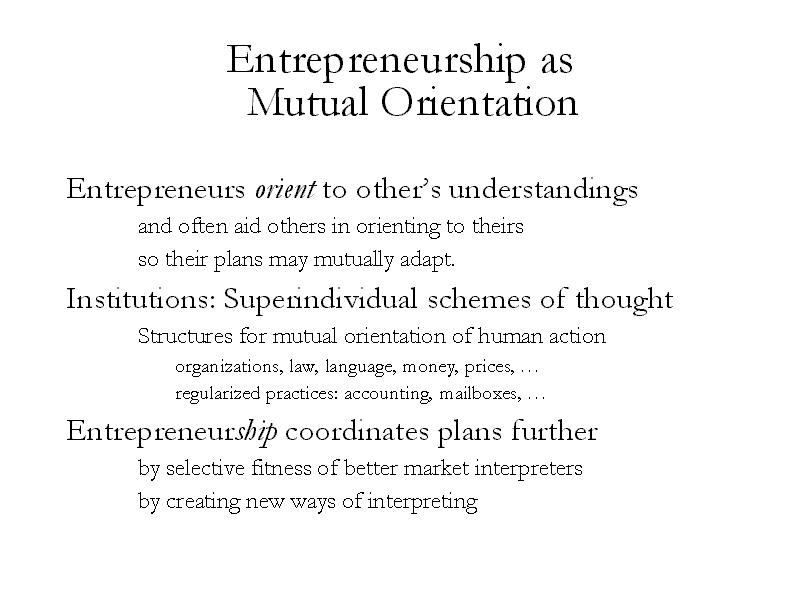 Entrepreneurship as
Mutual Orientation
Entrepreneurs orient to other’s understandings
and often aid others in orienting to theirs
so their plans may mutually adapt.
Institutions: Superindividual schemes of thought
Structures for mutual orientation of human action
organizations, law, language, money, prices, …
regularized practices: accounting, mailboxes, …
Entrepreneurship coordinates plans further
by selective fitness of better market interpreters
by creating new ways of interpreting